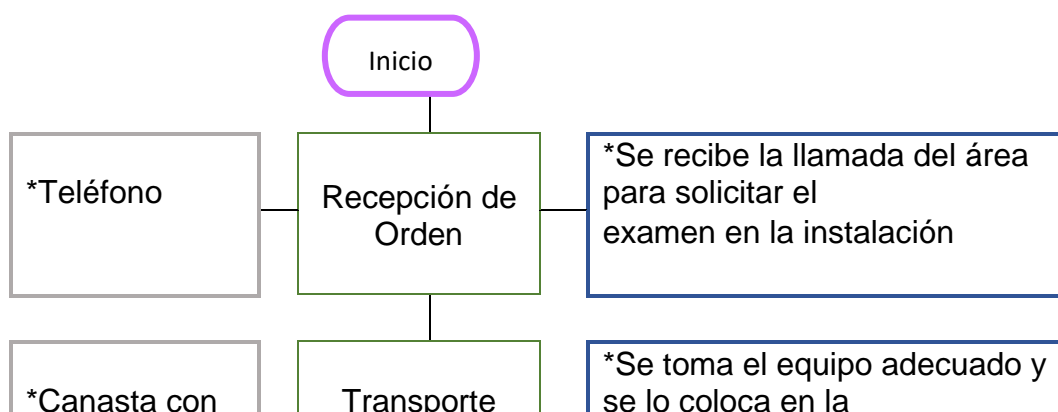 Inicio
*Teléfono
Recepción de
Orden
*Se recibe la llamada del área
para solicitar el
examen en la instalación
*Canasta con
Transporte
*Se toma el equipo adecuado y
se lo coloca en la